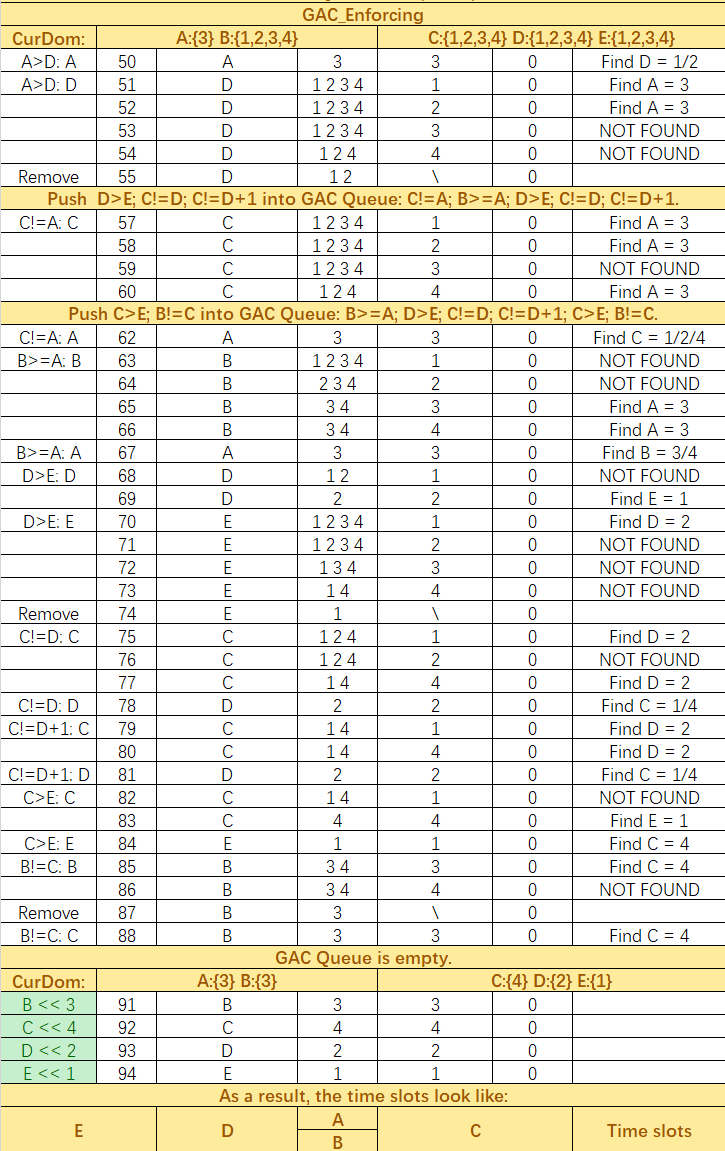 GAC_Enforcing
CurDom: A:{3} B:{1,2,3,4} C:{1,2,3,4} D:{1,2,3,4} E:{1,2,3,4}
A>D: A 50 A 3 3 0 Find D = 1/2
A>D: D 51 D 1 2 3 4 1 0 Find A = 3
52 D 1 2 3 4 2 0 Find A = 3
53 D 1 2 3 4 3 0 NOT FOUND
54 D 1 2 4 4 0 NOT FOUND
Remove 55 D 1 2 \ 0
Push D>E; C!=D; C!=D+1 into GAC Queue: C!=A; B>=A; D>E; C!=D; C!=D+1.
C!=A: C 57 C 1 2 3 4 1 0 Find A = 3
58 C 1 2 3 4 2 0 Find A = 3
59 C 1 2 3 4 3 0 NOT FOUND
60 C 1 2 4 4 0 Find A = 3
Push C>E; B!=C into GAC Queue: B>=A; D>E; C!=D; C!=D+1; C>E; B!=C.
C!=A: A 62 A 3 3 0 Find C = 1/2/4
B>=A: B 63 B 1 2 3 4 1 0 NOT FOUND
64 B 2 3 4 2 0 NOT FOUND
65 B 3 4 3 0 Find A = 3
66 B 3 4 4 0 Find A = 3
B>=A: A 67 A 3 3 0 Find B = 3/4
D>E: D 68 D 1 2 1 0 NOT FOUND
69 D 2 2 0 Find E = 1
D>E: E 70 E 1 2 3 4 1 0 Find D = 2
71 E 1 2 3 4 2 0 NOT FOUND
72 E 1 3 4 3 0 NOT FOUND
73 E 1 4 4 0 NOT FOUND
Remove 74 E 1 \ 0
C!=D: C 75 C 1 2 4 1 0 Find D = 2
76 C 1 2 4 2 0 NOT FOUND
77 C 1 4 4 0 Find D = 2
C!=D: D 78 D 2 2 0 Find C = 1/4
C!=D+1: C 79 C 1 4 1 0 Find D = 2
80 C 1 4 4 0 Find D = 2
C!=D+1: D 81 D 2 2 0 Find C = 1/4
C>E: C 82 C 1 4 1 0 NOT FOUND
83 C 4 4 0 Find E = 1
C>E: E 84 E 1 1 0 Find C = 4
B!=C: B 85 B 3 4 3 0 Find C = 4
86 B 3 4 4 0 NOT FOUND
Remove 87 B 3 \ 0
B!=C: C 88 B 3 3 0 Find C = 4
GAC Queue is empty.
CurDom: A:{3} B:{3} C:{4} D:{2} E:{1}
B << 3 91 B 3 3 0
C << 4 92 C 4 4 0
D << 2 93 D 2 2 0
E << 1 94 E 1 1 0
As a result, the time slots look like:
E D A C Time slots
B